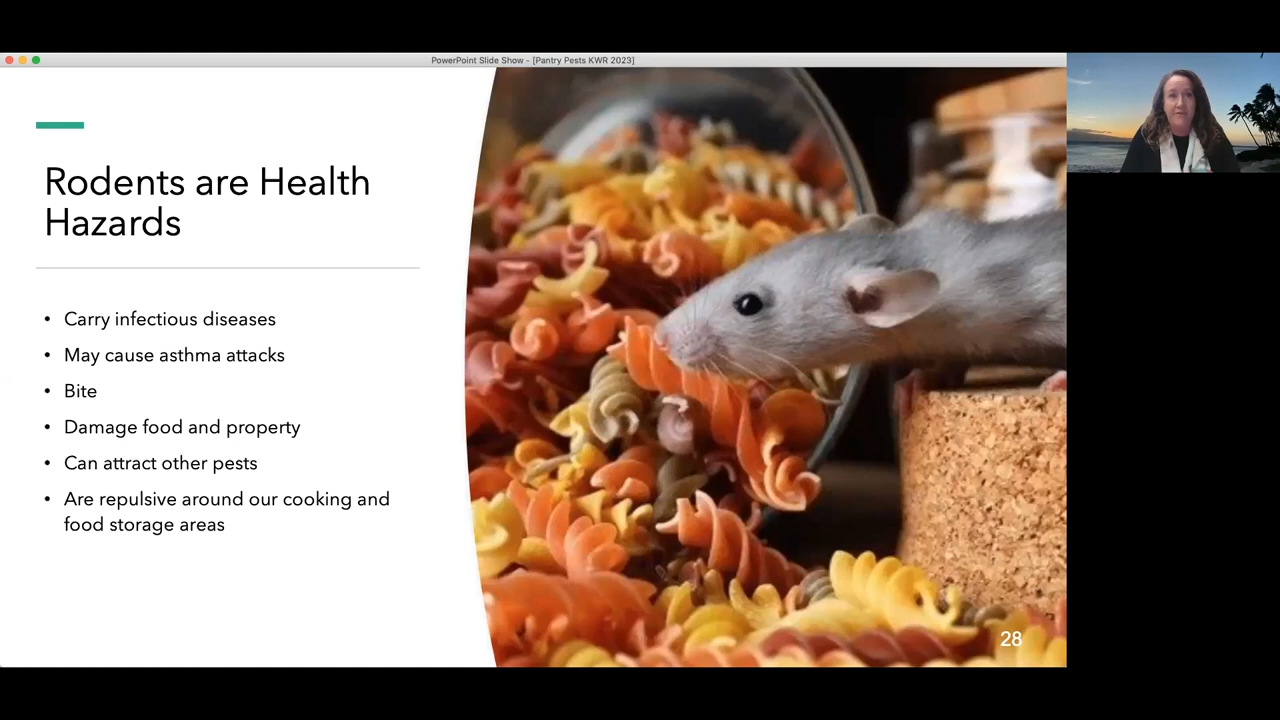 PowerPoint Slide Show - [Pantry Pests KWR 2023]
Rodents are Health
Hazards
• Carry infectious diseases
• May cause asthma attacks
• Bite
• Damage food and property
• Can attract other pests
• Are repulsive around our cooking and
food storage areas
28